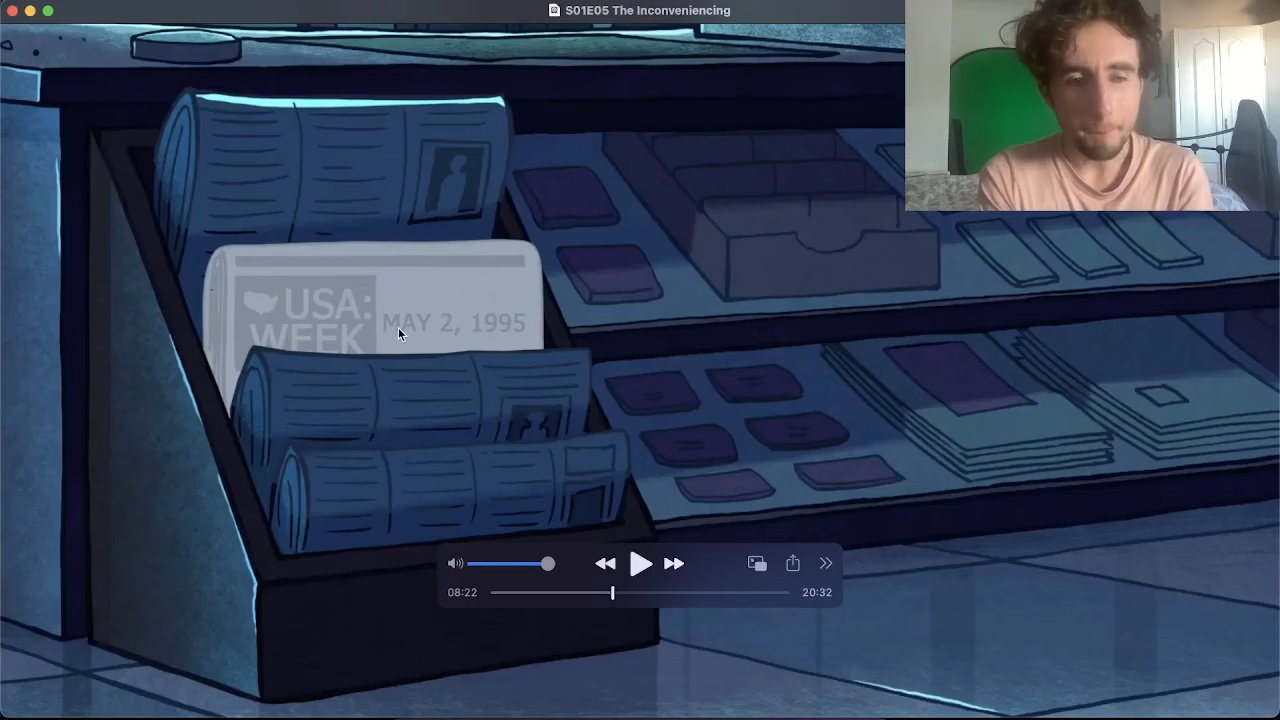 S01E05 The Inconveniencing
USA:
WEEK
MAY 2, 1995
08:22
20:32